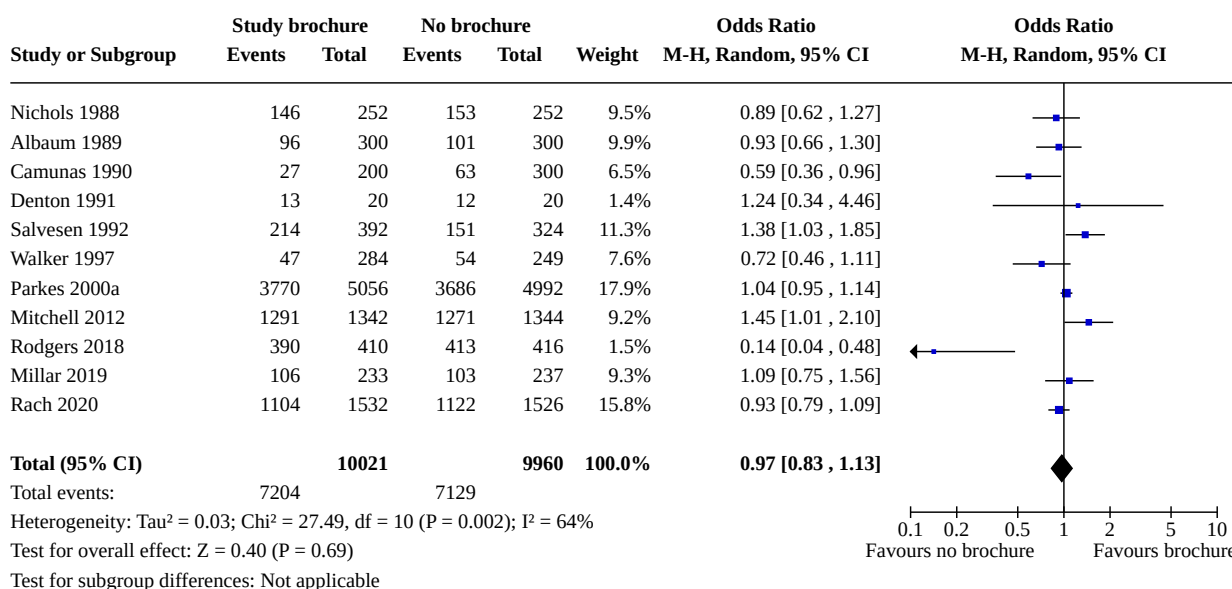 Study brochure No brochure Odds Ratio Odds Ratio
Study or Subgroup Events Total Events Total Weight M-H, Random, 95% CI M-H, Random, 95% CI
Nichols 1988 146 252 153 252 9.5% 0.89 [0.62 , 1.27]
Albaum 1989 96 300 101 300 9.9% 0.93 [0.66 , 1.30]
Camunas 1990 27 200 63 300 6.5% 0.59 [0.36 , 0.96]
Denton 1991 13 20 12 20 1.4% 1.24 [0.34 , 4.46]
Salvesen 1992 214 392 151 324 11.3% 1.38 [1.03 , 1.85]
Walker 1997 47 284 54 249 7.6% 0.72 [0.46 , 1.11]
Parkes 2000a 3770 5056 3686 4992 17.9% 1.04 [0.95 , 1.14]
Mitchell 2012 1291 1342 1271 1344 9.2% 1.45 [1.01 , 2.10]
Rodgers 2018 390 410 413 416 1.5% 0.14 [0.04 , 0.48]
Millar 2019 106 233 103 237 9.3% 1.09 [0.75 , 1.56]
Rach 2020 1104 1532 1122 1526 15.8% 0.93 [0.79 , 1.09]
Total (95% CI) 10021 9960 100.0% 0.97 [0.83 , 1.13]
Total events: 7204 7129
Heterogeneity: Tau² = 0.03; Chi² = 27.49, df = 10 (P = 0.002); I² = 64%
Test for overall effect: Z = 0.40 (P = 0.69)
Test for subgroup differences: Not applicable
0.1 0.2 0.5 1 2 5 10
Favours no brochure Favours brochure